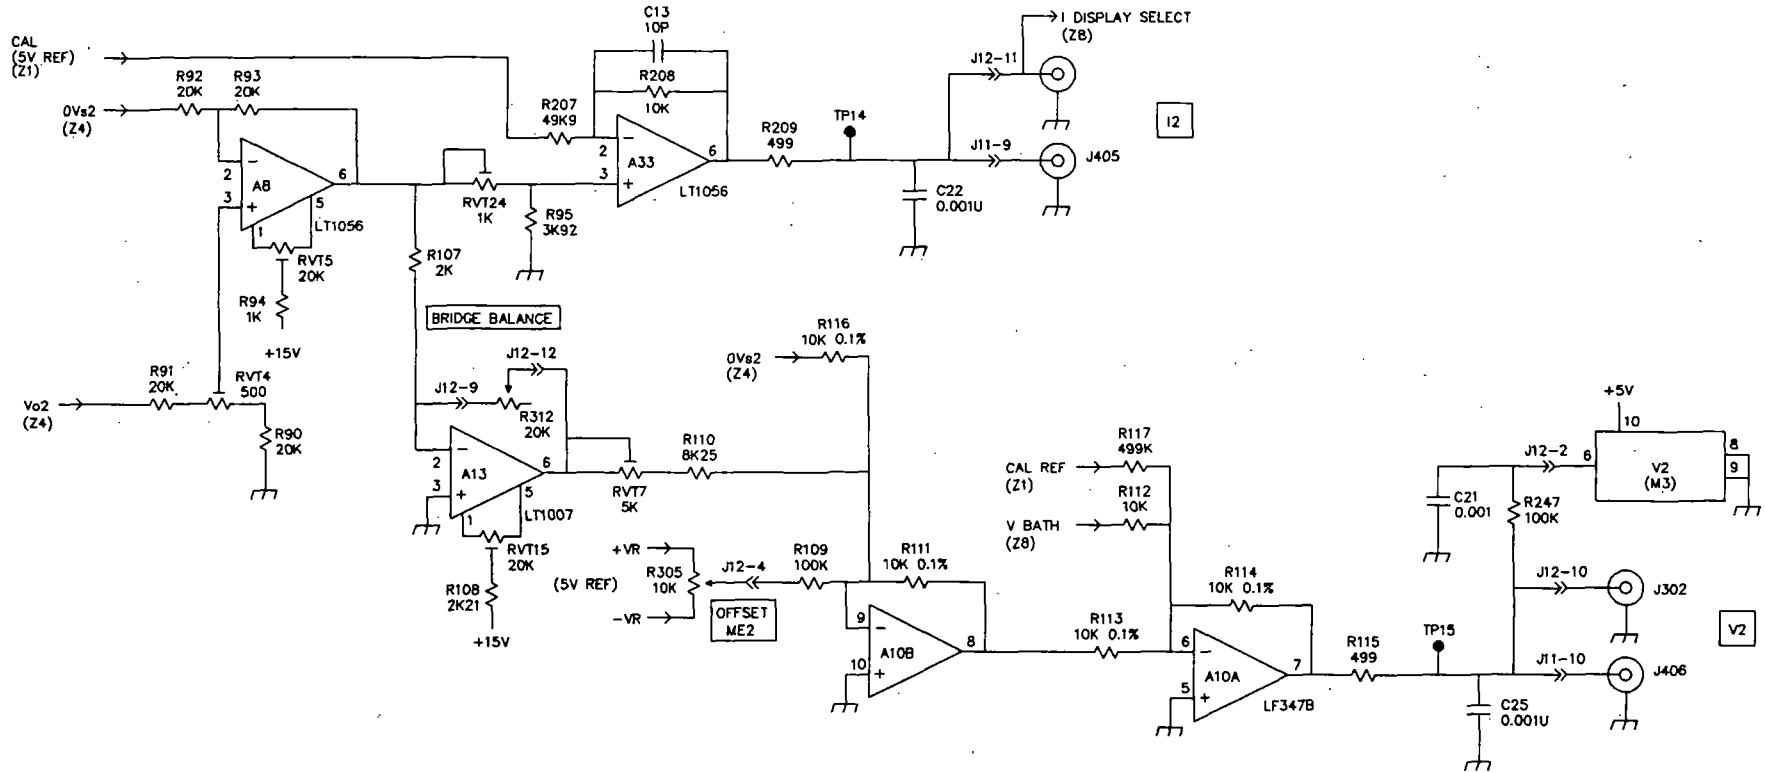 C13
10P
I DISPLAY SELECT
(Z8)
CAL
(5V REF)
(Z1)
J12-11
R92
20K
R93
20K
R208
10K
0Vs2
(Z4)
R207
49K9
TP14
I2
R209
499
2
3
6
A33
LT1056
J11-9
J405
2
3
6
A8
5
1
LT1056
RVT24
1K
R95
3K92
C22
0.001U
RVT5
20K
R107
2K
R94
1K
+15V
BRIDGE BALANCE
R116
10K 0.1%
J12-12
0Vs2
(Z4)
R91
20K
RVT4
500
J12-9
Vo2
(Z4)
R312
20K
+5V
10
R90
20K
R110
8K25
R117
499K
J12-2
6
V2
(M3)
8
9
2
3
6
A13
5
1
LT1007
RVT7
5K
CAL REF
(Z1)
R112
10K
C21
0.001
R247
100K
V BATH
(Z8)
RVT15
20K
+VR
(5V REF)
R305
10K
-VR
J12-4
R109
100K
R111
10K 0.1%
R114
10K 0.1%
J12-10
J302
R108
2K21
+15V
OFFSET
ME2
9
10
8
A10B
R113
10K 0.1%
6
5
7
A10A
LF347B
R115
499
TP15
V2
J11-10
J406
C25
0.001U